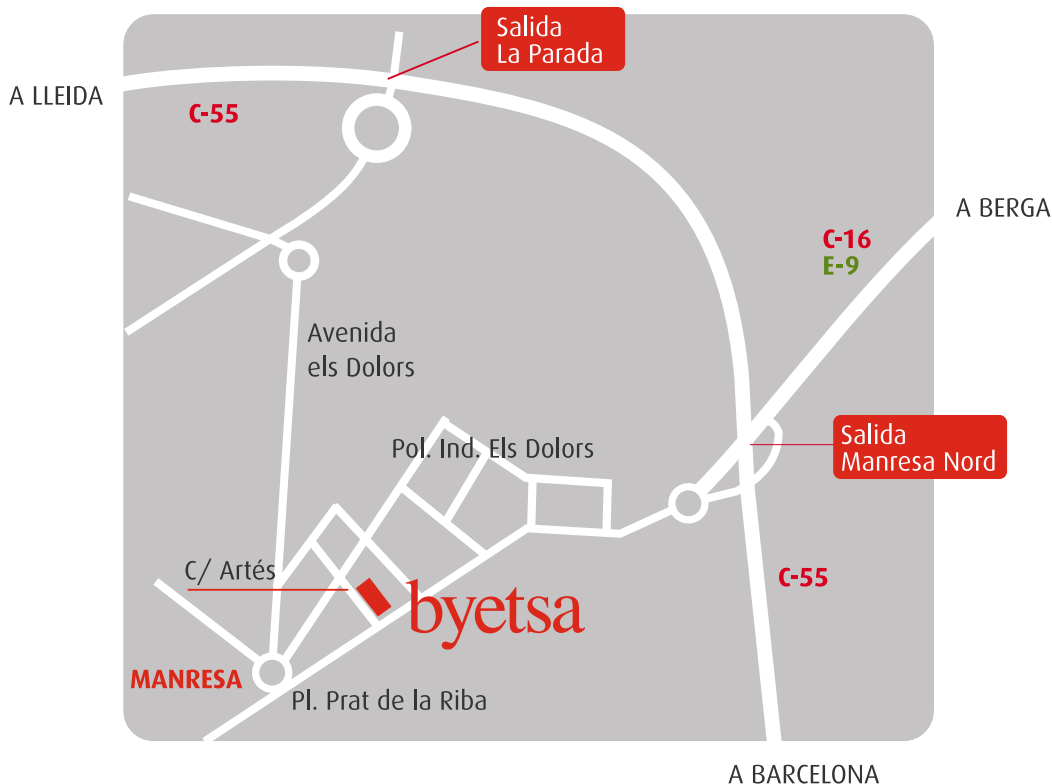 Salida
La Parada
A LLEIDA
C-55
A BERGA
C-16
E-9
Avenida
els Dolors
Pol. Ind. Els Dolors
Salida
Manresa Nord
C/ Artés
C-55
byetsa
MANRESA
Pl. Prat de la Riba
A BARCELONA